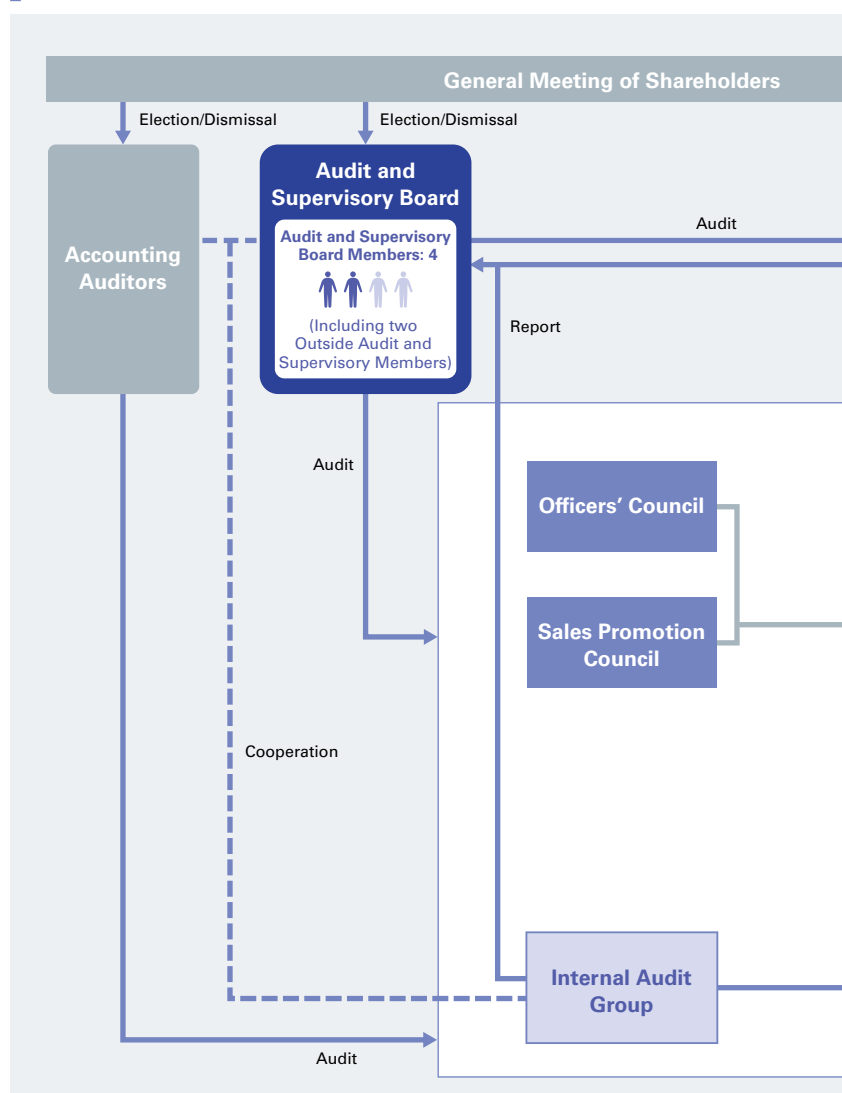 General Meeting of Shareholders
Election/Dismissal
Election/Dismissal
Accounting
Auditors
Audit and
Supervisory Board
Audit and Supervisory
Board Members: 4
(Including two
Outside Audit and
Supervisory Members)
Audit
Report
Audit
Officers’ Council
Sales Promotion
Council
Cooperation
Internal Audit
Group
Audit